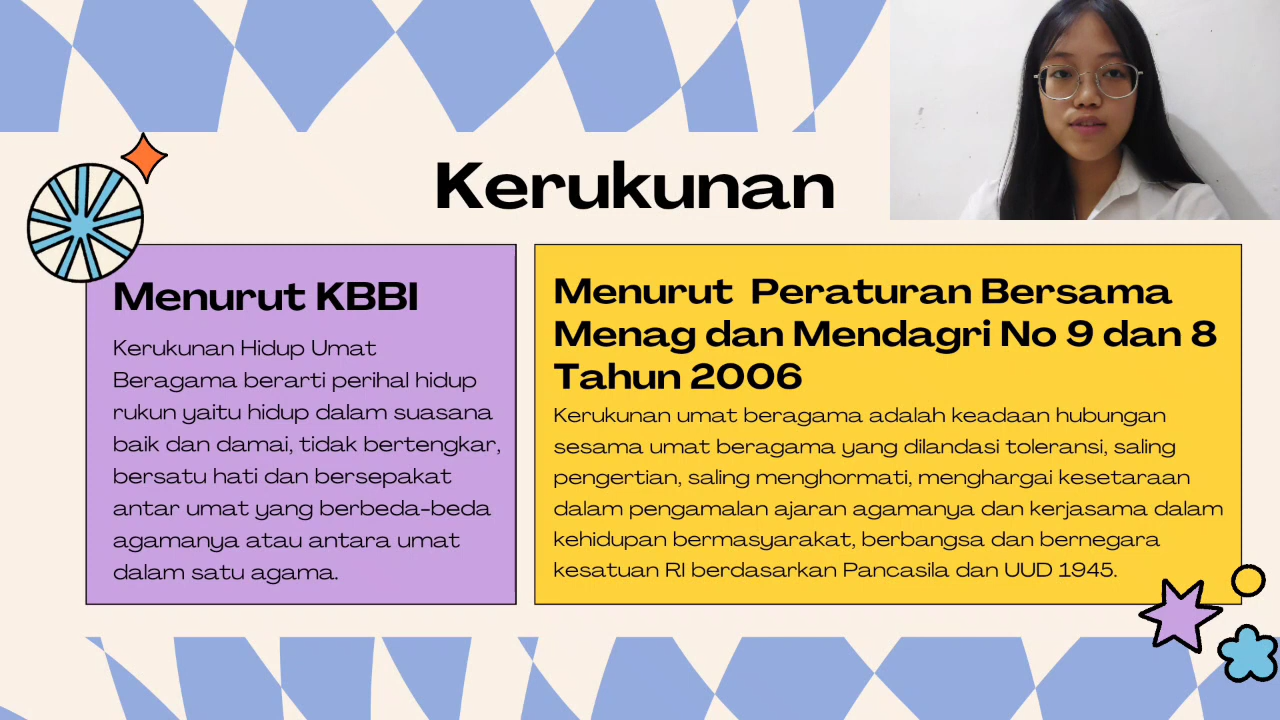 Kerukunan
Menurut KBBI
Kerukunan Hidup Umat
Beragama berarti perihal hidup
rukun yaitu hidup dalam suasana
baik dan damai, tidak bertengkar,
bersatu hati dan bersepakat
antar umat yang berbeda-beda
agamanya atau antara umat
dalam satu agama.
Menurut Peraturan Bersama
Menag dan Mendagri No 9 dan 8
Tahun 2006
Kerukunan umat beragama adalah keadaan hubungan
sesama umat beragama yang dilandasi toleransi, saling
pengertian, saling menghormati, menghargai kesetaraan
dalam pengamalan ajaran agamanya dan kerjasama dalam
kehidupan bermasyarakat, berbangsa dan bernegara
kesatuan RI berdasarkan Pancasila dan UUD 1945.